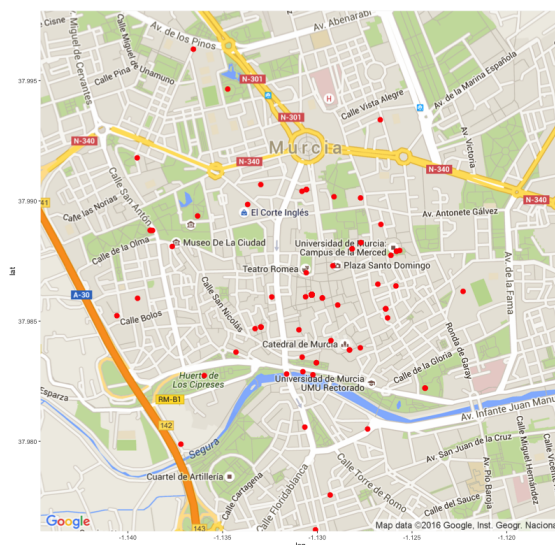 Cisne
Av. de los Pinos
Av. Abenarabi
Calle Miguel de Unamuno
Miguel de Cervantes
Calle Pina
N-301
H
Calle Vista Alegre
Av. de la Marina Española
N-301
37.995
N-340
Murcia
Av. Victoria
N-340
N-340
N-340
37.990
41
Calle las Norias
Calle San Antón
El Corte Inglés
Av. Antonete Gálvez
Calle de la Olma
Museo De La Ciudad
Universidad de Murcia:
Campus de la Merced
Teatro Romea
Plaza Santo Domingo
lat
Av. de la Fama
A-30
Calle San Nicolás
37.985
Calle Bolos
Catedral de Murcia
Ronda de Garay
Calle de la Gloria
Huerto de
Los Cipreses
Universidad de Murcia
UMU Rectorado
Esparza
RM-B1
Av. Infante Juan Manu
142
37.980
Segura
Av. San Juan de la Cruz
Calle Miguel Hernández
Calle Vicente
Cuartel de Artillería
Calle Cartagena
Calle Floridablanca
Calle Torre de Romo
Av. Pío Baroja
Calle del Sauce
Google
143
Map data ©2016 Google, Inst. Geogr. Nacional
-1.140
-1.135
-1.130
-1.125
-1.120
lon